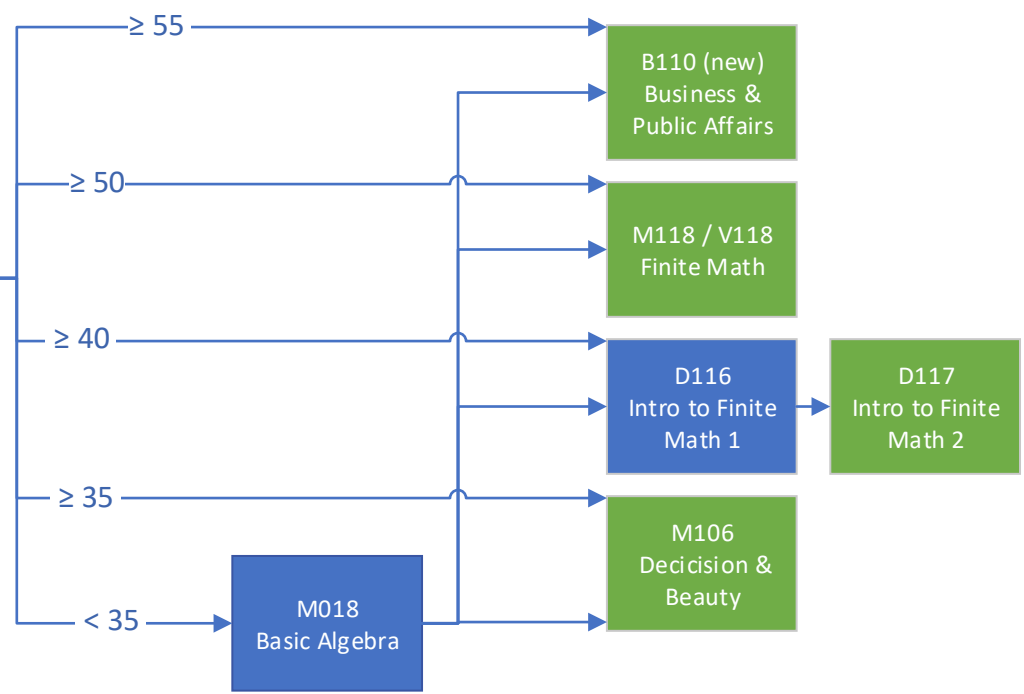 ≥ 55
B110 (new)
Business &
Public Affairs
≥ 50
M118 / V118
Finite Math
≥ 40
D116
Intro to Finite
Math 1
D117
Intro to Finite
Math 2
≥ 35
M106
Decicision &
Beauty
< 35
M018
Basic Algebra